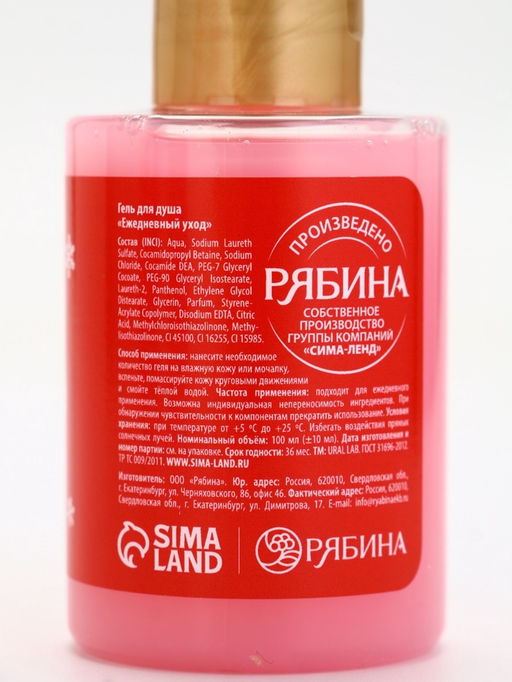 Гель для душа
«Ежедневный уход»
Состав (INCI): Aqua, Sodium Laureth
Sulfate, Cocamidopropyl Betaine, Sodium
Chloride, Cocamide DEA, PEG-7 Glyceryl
Cocoate, PEG-90 Glyceryl Isostearate,
Laureth-2, Panthenol, Ethylene Glycol
Distearate, Glycerin, Parfum, Styrene-
Acrylate Copolymer, Disodium EDTA, Citric
Acid, Methylchloroisothiazolinone, Methy-
lisothiazolinone, CI 45100, CI 16255, CI 15985.
ПРОИЗВЕДЕНО
РЯБИНА
СОБСТВЕННОЕ
ПРОИЗВОДСТВО
ГРУППЫ КОМПАНИЙ
«СИМА-ЛЕНД»
Способ применения: нанесите необходимое
количество геля на влажную кожу или мочалку,
вспеньте, помассируйте кожу круговыми движениями
и смойте тёплой водой. Частота применения: подходит для ежедневного
применения. Возможна индивидуальная непереносимость ингредиентов. При
обнаружении чувствительности к компонентам прекратить использование. Условия
хранения: при температуре от +5 °С до +25 °С. Избегать воздействия прямых
солнечных лучей. Номинальный объём: 100 мл (±10 мл). Дата изготовления и
номер партии: см. на упаковке. Срок годности: 36 мес. TM: URAL LAB. ГОСТ 31696-2012.
ТР ТС 009/2011. WWW.SIMA-LAND.RU
Изготовитель: ООО «Рябина». Юр. адрес: Россия, 620010, Свердловская обл.,
г. Екатеринбург, ул. Черняховского, 86, офис 46. Фактический адрес: Россия, 620010,
Свердловская обл., г. Екатеринбург, ул. Димитрова, 17. E-mail: info@ryabinaekb.ru
SIMA
LAND
РЯБИНА